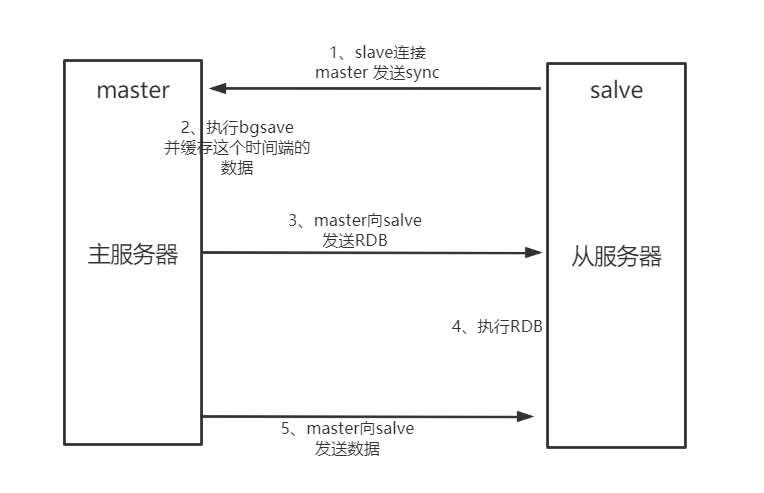 1、slave连接
master 发送sync
master
salve
2、执行bgsave
并缓存这个时间端的
数据
3、master向salve
发送RDB
主服务器
从服务器
4、执行RDB
5、master向salve
发送数据